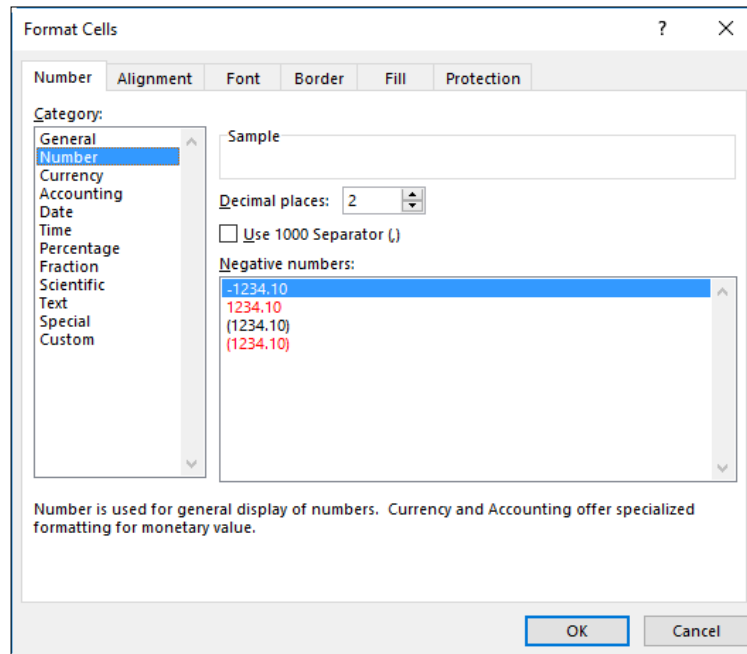 Format Cells ? X
Number Alignment Font Border Fill Protection
Category:
General
Number
Currency
Accounting
Date
Time
Percentage
Fraction
Scientific
Text
Special
Custom
Sample
Decimal places: 2
Use 1000 Separator (,)
Negative numbers:
-1234.10
1234.10
(1234.10)
(1234.10)
Number is used for general display of numbers.  Currency and Accounting offer specialized
formatting for monetary value.
OK Cancel